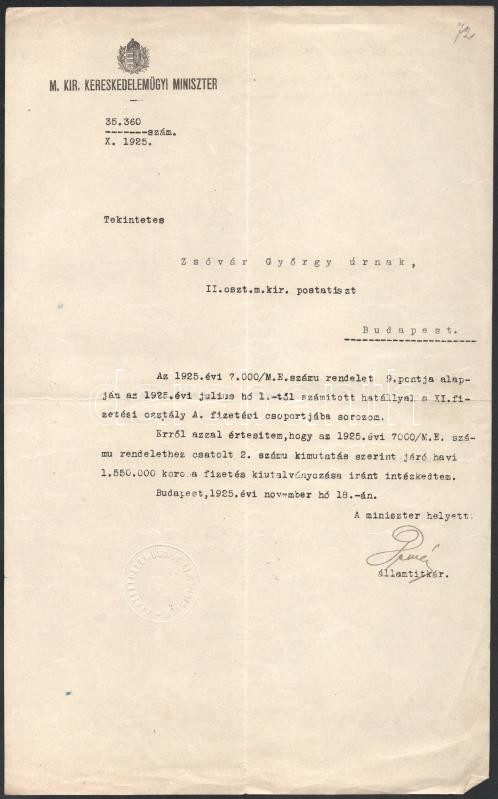 72
M. KIR. KERESKEDELEMÜGYI MINISZTER
35.360
-------szám.
X. 1925.
Tekintetes
Zsóvár György úrnak,
II.oszt.m.kir. postatiszt
Budapest.
Az 1925.évi 7.000/M.E.számu rendelet 9.pontja alap-
ján az 1925.évi julius hó 1.-től számított hatállyal a XI.fi-
zetési osztály A. fizetési csoportjába sorozom.
Erről azzal értesitem,hogy az 1925.évi 7000/M.E. szá-
mu rendelethez csatolt 2. számu kimutatás szerint járó havi
1.550.000 korona fizetés kiutalványozása iránt intézkedtem.
Budapest,1925.évi november hó 18.-án.
A miniszter helyett:
államtitkár.